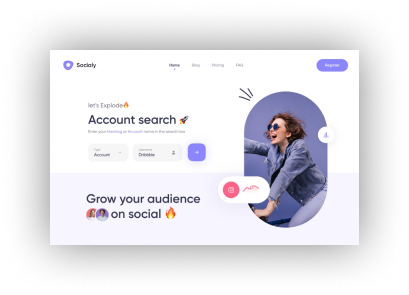 Socialy
Home Blog Pricing FAQ
Register
let's Explode🔥
Account search 🚀
Enter your Hashtag or Account name in the search box
Type
Account
Username
Dribbble
Grow your audience
on social 🔥